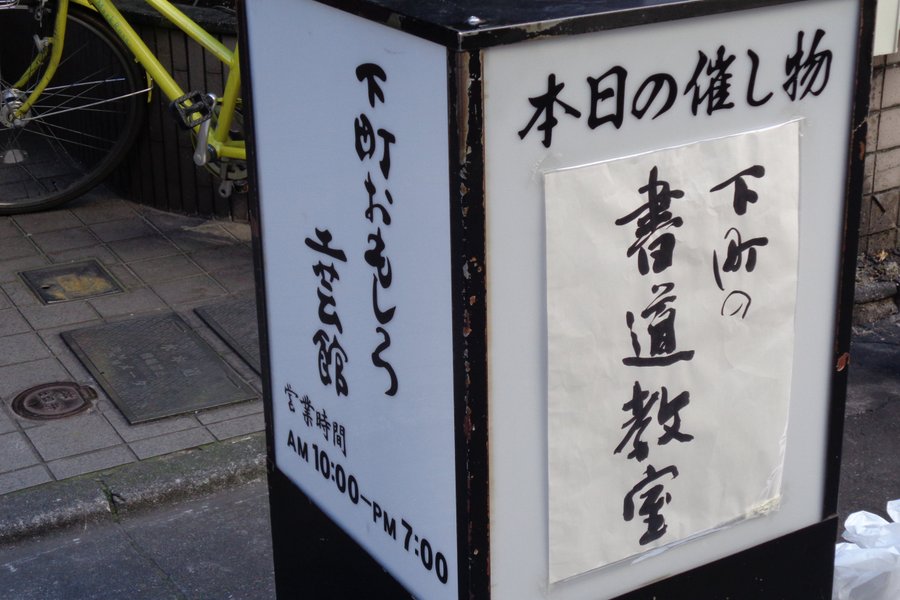 下町おもしろ
工芸館
営業時間
AM 10:00-PM 7:00
本日の催し物
下町の
書道教室